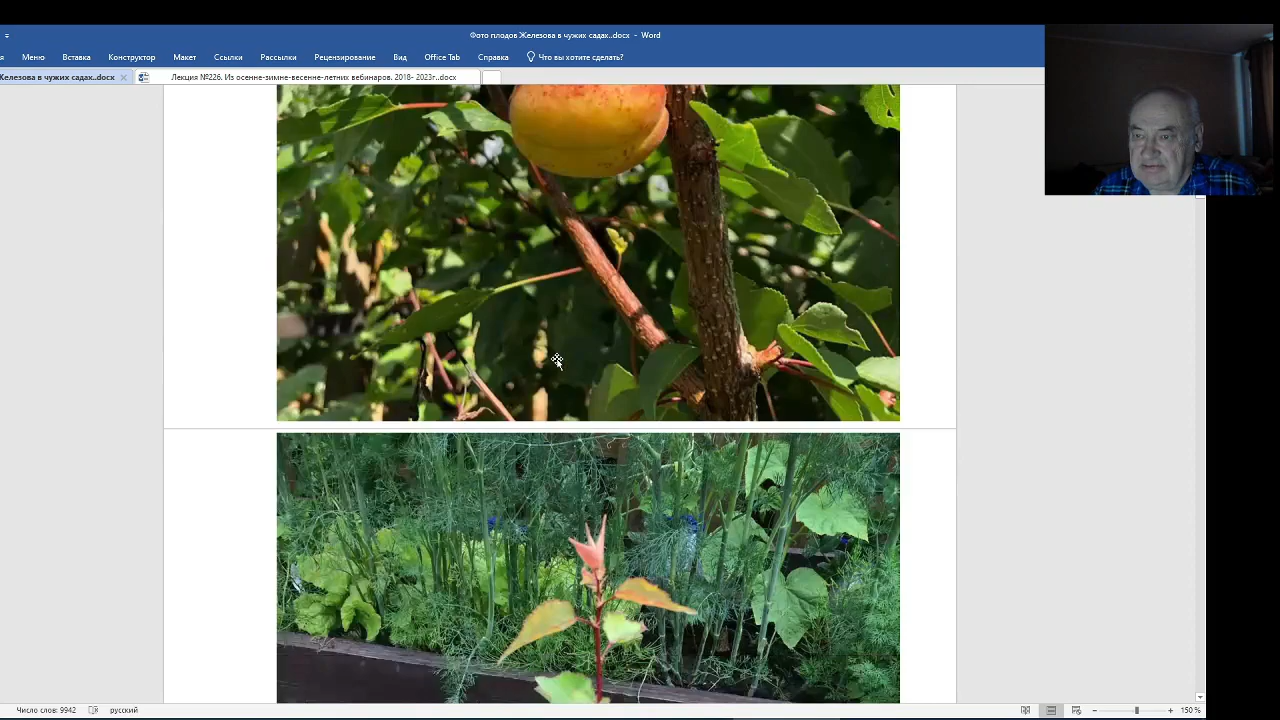 Фото плодов Железова в чужих садах..docx - Word
я Меню Вставка Конструктор Макет Ссылки Рассылки Рецензирование Вид Office Tab Справка Что вы хотите сделать?
Железова в чужих садах..docx Лекция №226. Из осенне-зимне-весенне-летних вебинаров. 2018- 2023г..docx
Число слов: 9942 русский 150 %